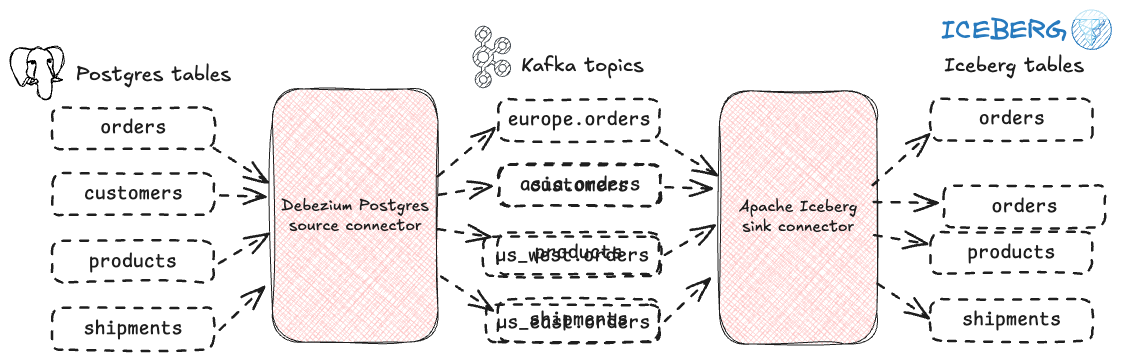 ICEBERG
Postgres tables
Kafka topics
Iceberg tables
orders
customers
products
shipments
Debezium Postgres
source connector
europe.orders
asia.orders
customers
products
us_west.orders
shipments
us_east.orders
Apache Iceberg
sink connector
orders
orders
products
shipments